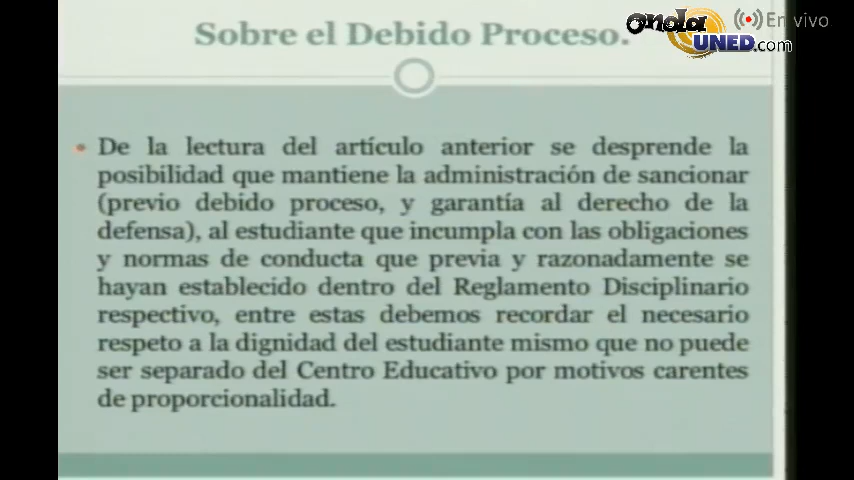 Sobre el Debido Proceso.
onda
UNED.com
En vivo
De la lectura del artículo anterior se desprende la
posibilidad que mantiene la administración de sancionar
(previo debido proceso, y garantía al derecho de la
defensa), al estudiante que incumpla con las obligaciones
y normas de conducta que previa y razonadamente se
hayan establecido dentro del Reglamento Disciplinario
respectivo, entre estas debemos recordar el necesario
respeto a la dignidad del estudiante mismo que no puede
ser separado del Centro Educativo por motivos carentes
de proporcionalidad.